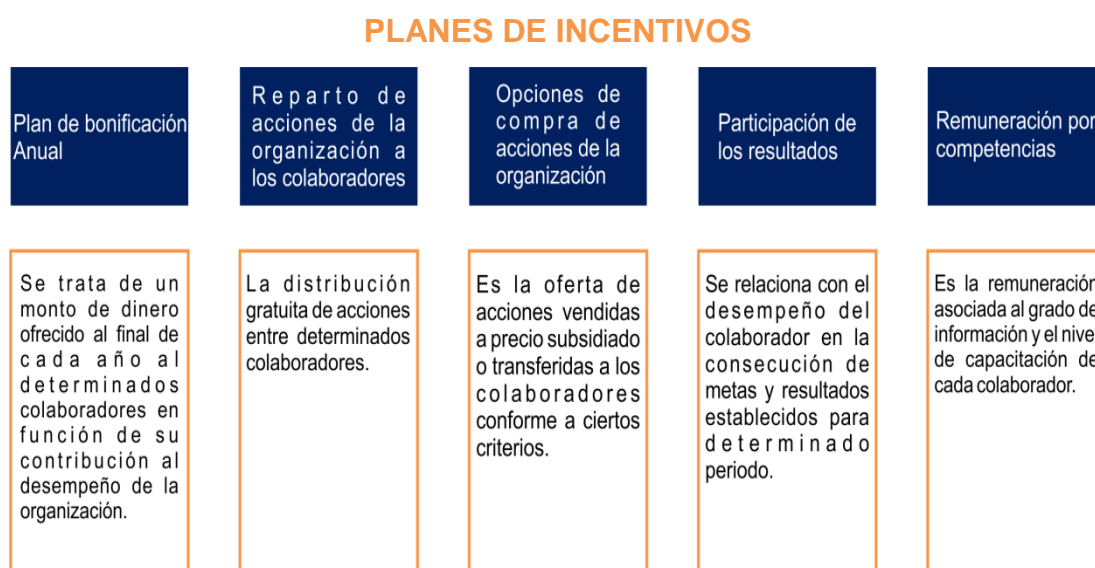 PLANES DE INCENTIVOS
Plan de bonificación
Anual
Reparto de
acciones de la
organización a
los colaboradores
Opciones de
compra de
acciones de la
organización
Participación de
los resultados
Remuneración por
competencias
Se trata de un
monto de dinero
ofrecido al final de
cada año al
determinados
colaboradores en
función de su
contribución al
desempeño de la
organización.
La distribución
gratuita de acciones
entre determinados
colaboradores.
Es la oferta de
acciones vendidas
a precio subsidiado
o transferidas a los
colaboradores
conforme a ciertos
criterios.
Se relaciona con el
desempeño del
colaborador en la
consecución de
metas y resultados
establecidos para
determinado
periodo.
Es la remuneración
asociada al grado de
información y el nivel
de capacitación de
cada colaborador.